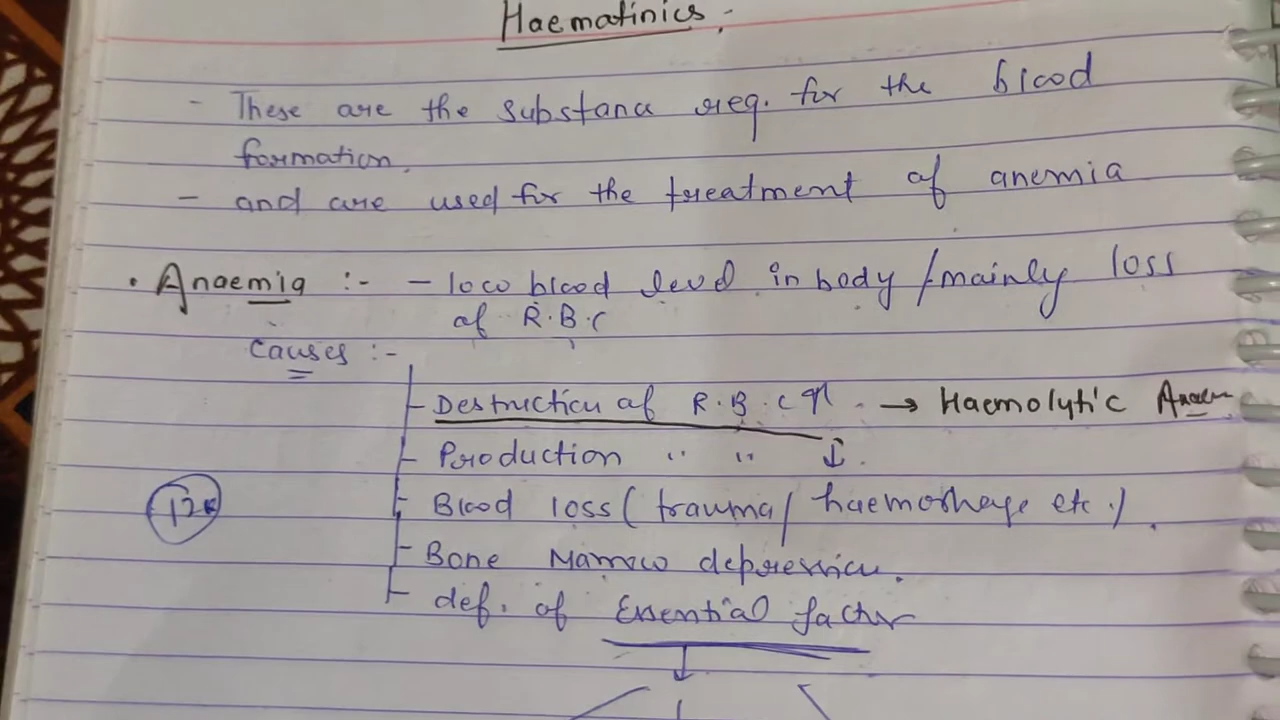 Haematinics :-
- These are the substance req. for the blood
formation.
- and are used for the treatment of anemia
• Anaemia :- - low blood level in body / mainly loss
of R.B.C
Causes :-
Destruction of R.B.C ↑ → Haemolytic Anaem
Production " " ↓.
Blood loss ( trauma / haemorhage etc.)
Bone Marrow depression.
def. of Essential factor